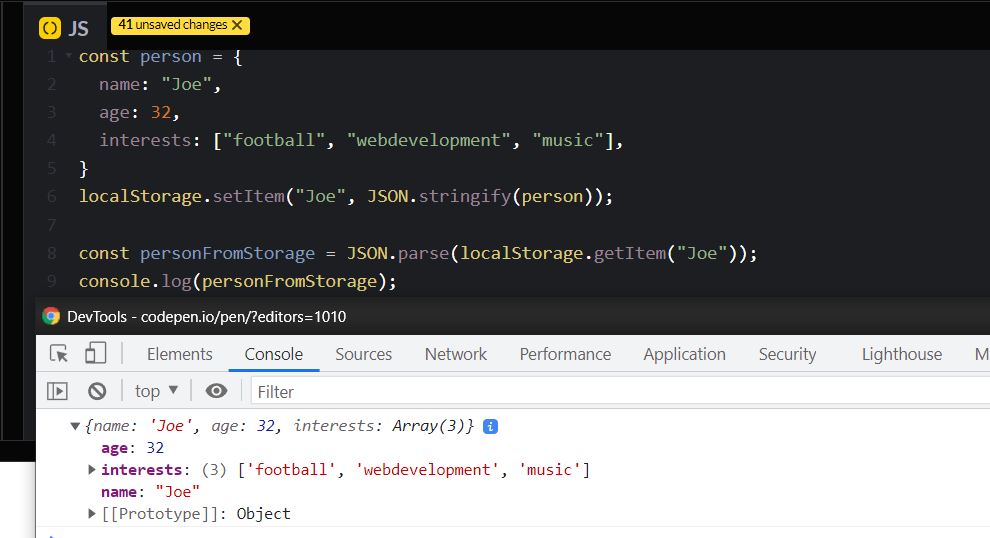 JS 41 unsaved changes ✕
1 const person = {
2 name: "Joe",
3 age: 32,
4 interests: ["football", "webdevelopment", "music"],
5 }
6 localStorage.setItem("Joe", JSON.stringify(person));
7
8 const personFromStorage = JSON.parse(localStorage.getItem("Joe"));
9 console.log(personFromStorage);
DevTools - codepen.io/pen/?editors=1010
Elements Console Sources Network Performance Application Security Lighthouse M
top ▼ Filter
▼{name: 'Joe', age: 32, interests: Array(3)} i
age: 32
▶interests: (3) ['football', 'webdevelopment', 'music']
name: "Joe"
▶[[Prototype]]: Object